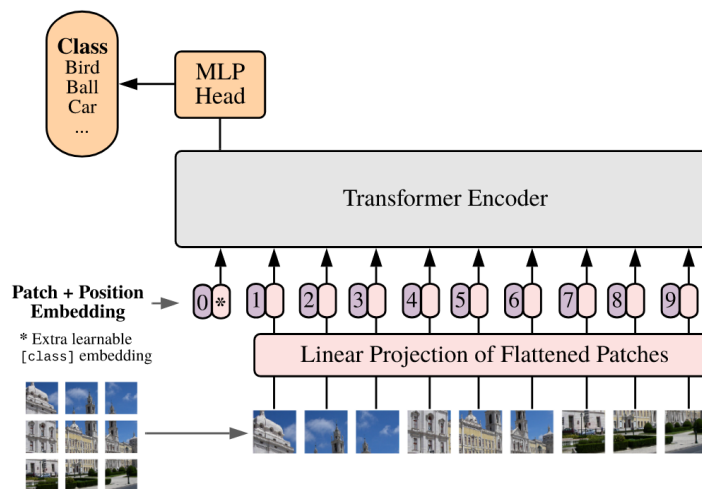 Class
Bird
Ball
Car
...
MLP
Head
Transformer Encoder
Patch + Position
Embedding
0 * 1 2 3 4 5 6 7 8 9
* Extra learnable
[class] embedding
Linear Projection of Flattened Patches